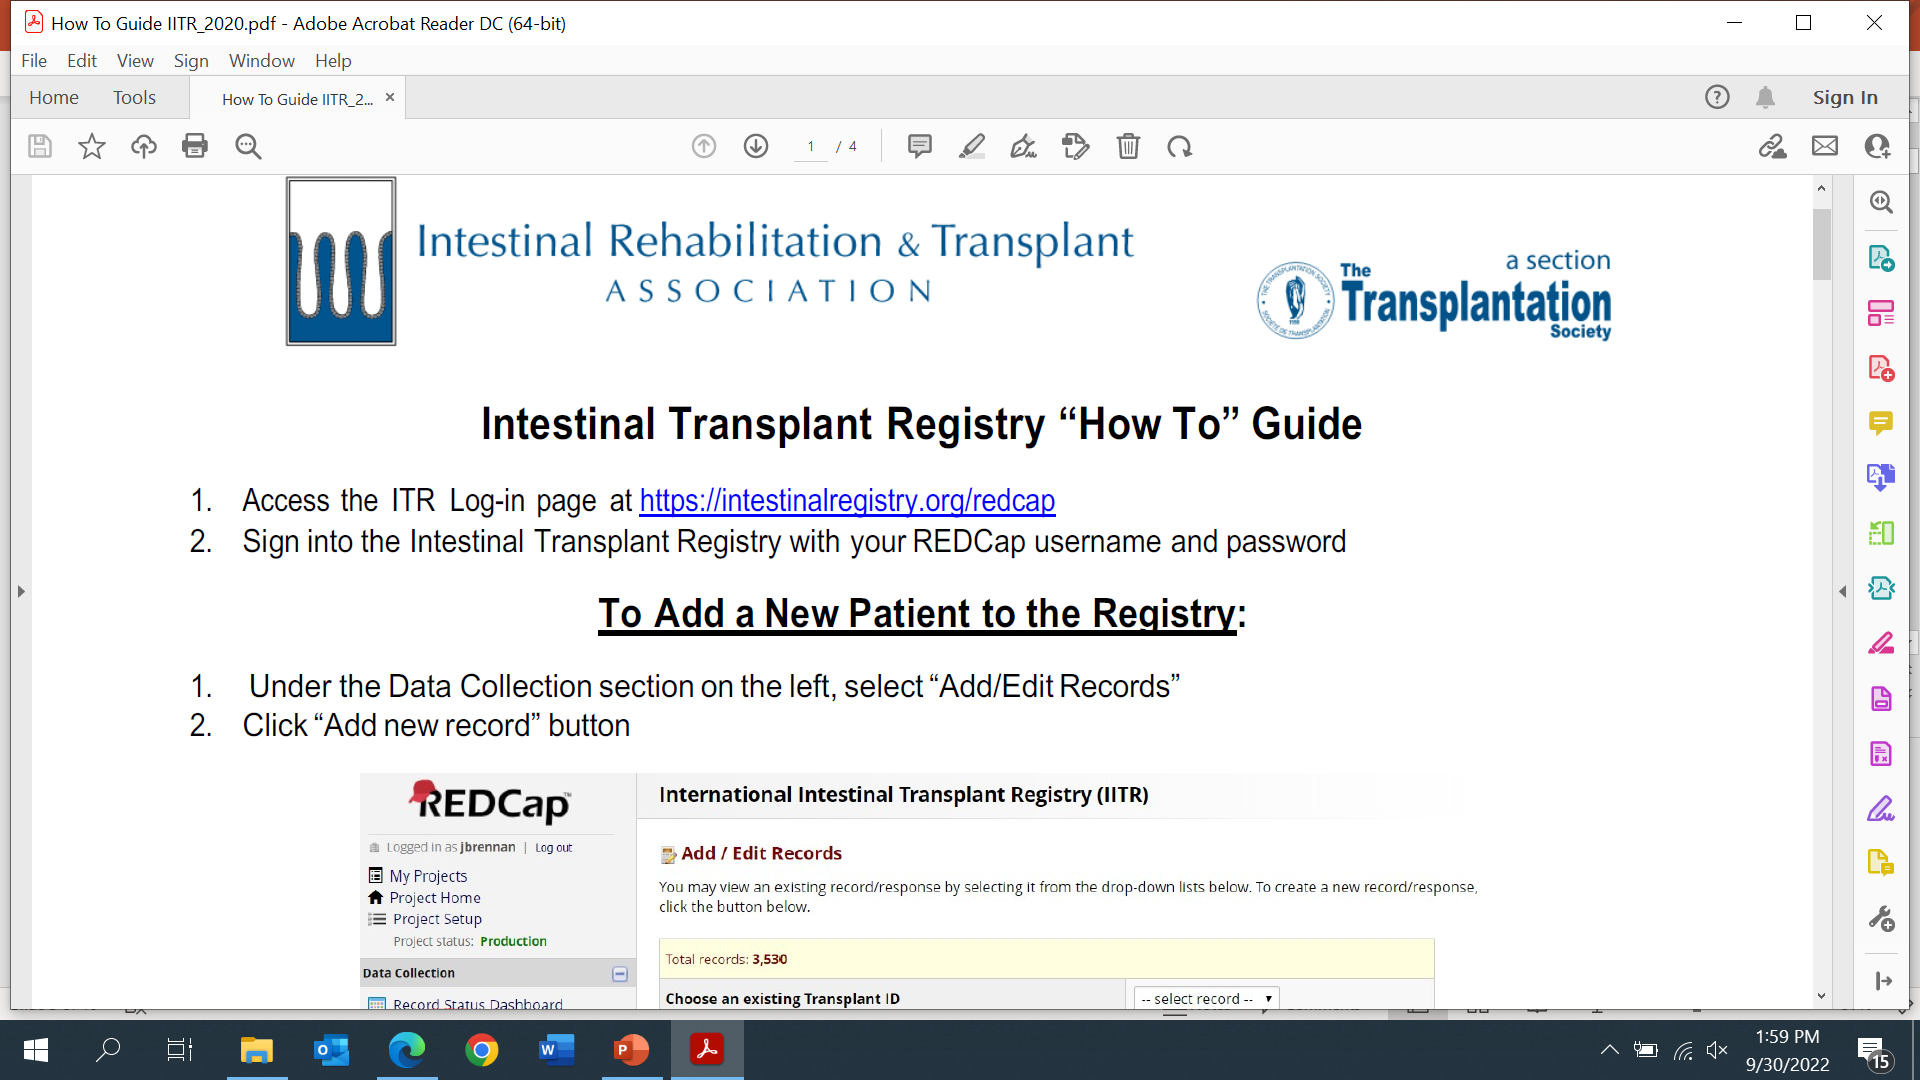 How To Guide IITR_2020.pdf - Adobe Acrobat Reader DC (64-bit)
File Edit View Sign Window Help
Home Tools How To Guide IITR_2... × Sign In
1 / 4
Intestinal Rehabilitation & Transplant
ASSOCIATION
a section
The
Transplantation
Society
Intestinal Transplant Registry “How To” Guide
1. Access the ITR Log-in page at https://intestinalregistry.org/redcap
2. Sign into the Intestinal Transplant Registry with your REDCap username and password
To Add a New Patient to the Registry:
1. Under the Data Collection section on the left, select “Add/Edit Records”
2. Click “Add new record” button
REDCap™
Logged in as jbrennan | Log out
My Projects
Project Home
Project Setup
Project status: Production
Data Collection
Record Status Dashboard
International Intestinal Transplant Registry (IITR)
Add / Edit Records
You may view an existing record/response by selecting it from the drop-down lists below. To create a new record/response,
click the button below.
Total records: 3,530
Choose an existing Transplant ID -- select record --
1:59 PM
9/30/2022
15